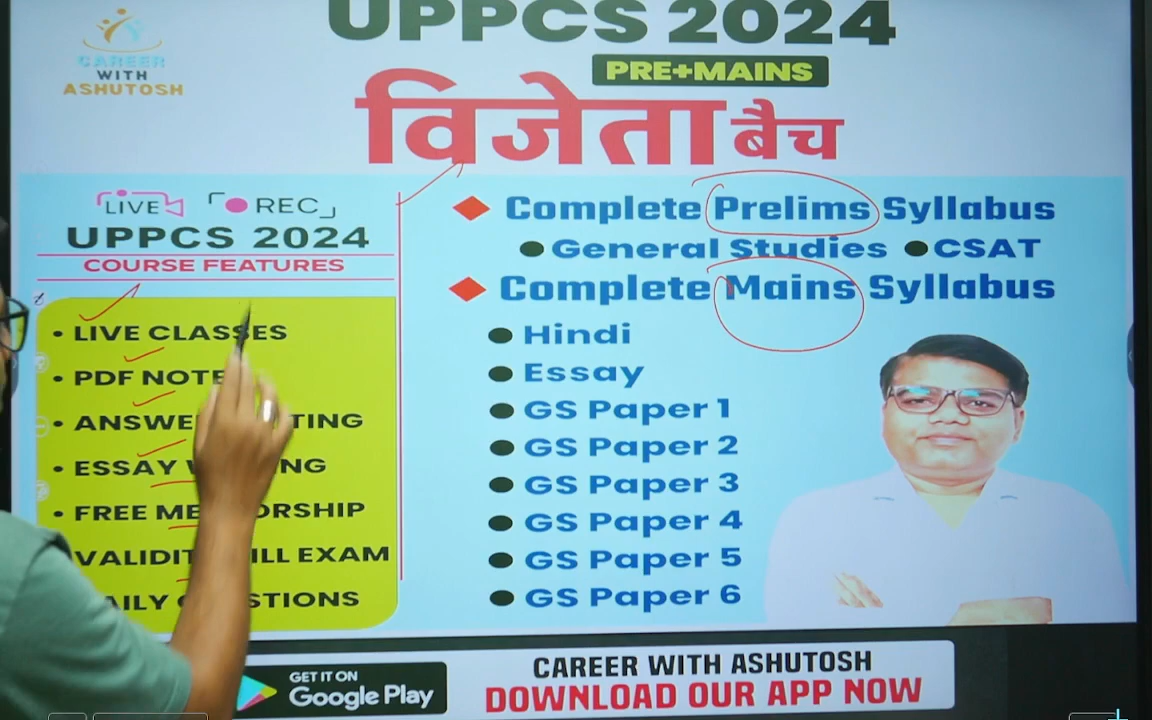 UPPCS 2024
PRE+MAINS
विजेता बैच
CAREER
WITH
ASHUTOSH
LIVE REC
UPPCS 2024
COURSE FEATURES
• LIVE CLASSES
• PDF
• ESSAY
• FREE
EXAM
◆ Complete Prelims Syllabus
● General Studies ● CSAT
◆ Complete Mains Syllabus
● Hindi
● Essay
● GS Paper 1
● GS Paper 2
● GS Paper 3
● GS Paper 4
● GS Paper 5
● GS Paper 6
GET IT ON
Google Play
CAREER WITH ASHUTOSH
DOWNLOAD OUR APP NOW